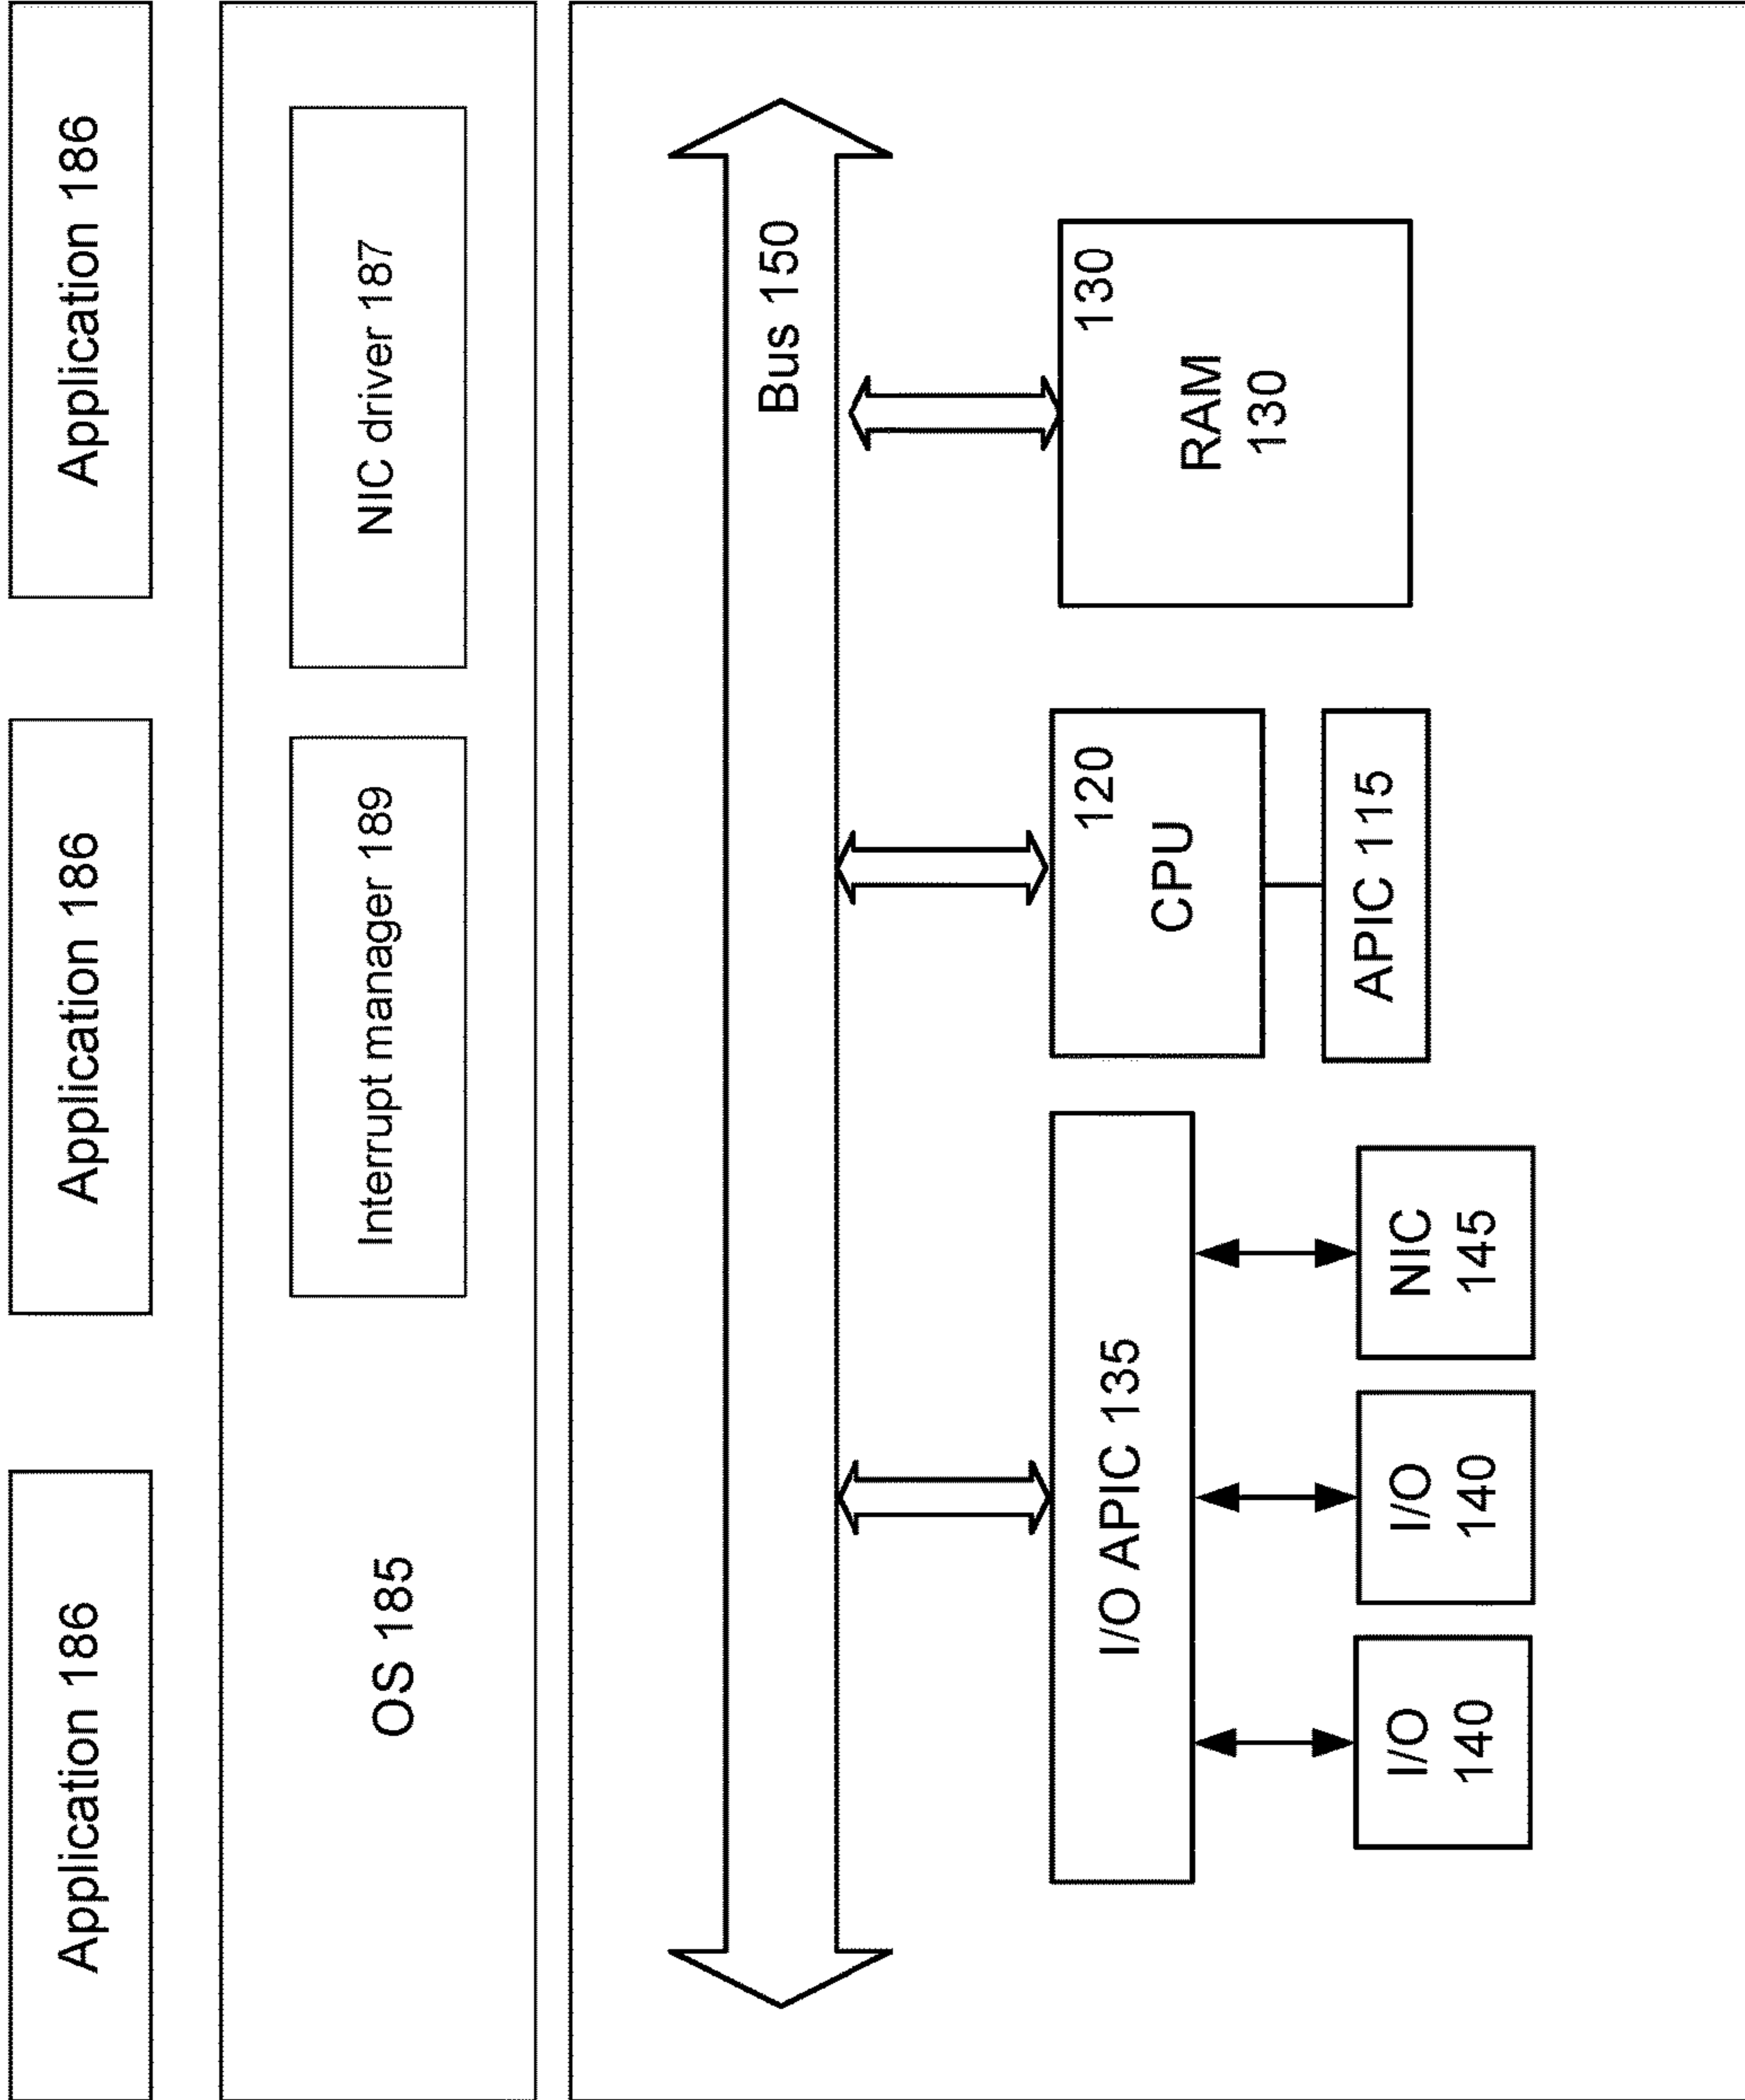 Application 186
Application 186
Application 186
OS 185
Interrupt manager 189
NIC driver 187
Bus 150
I/O APIC 135
120
CPU
130
RAM
130
APIC 115
I/O
140
I/O
140
NIC
145